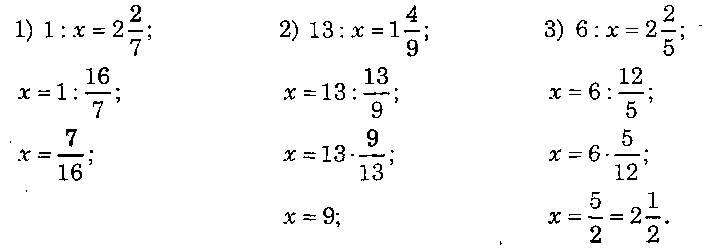 1) 1 : x = 2 2/7; 2) 13 : x = 1 4/9; 3) 6 : x = 2 2/5;
x = 1 : 16/7; x = 13 : 13/9; x = 6 : 12/5;
x = 7/16; x = 13 · 9/13; x = 6 · 5/12;
x = 9; x = 5/2 = 2 1/2.